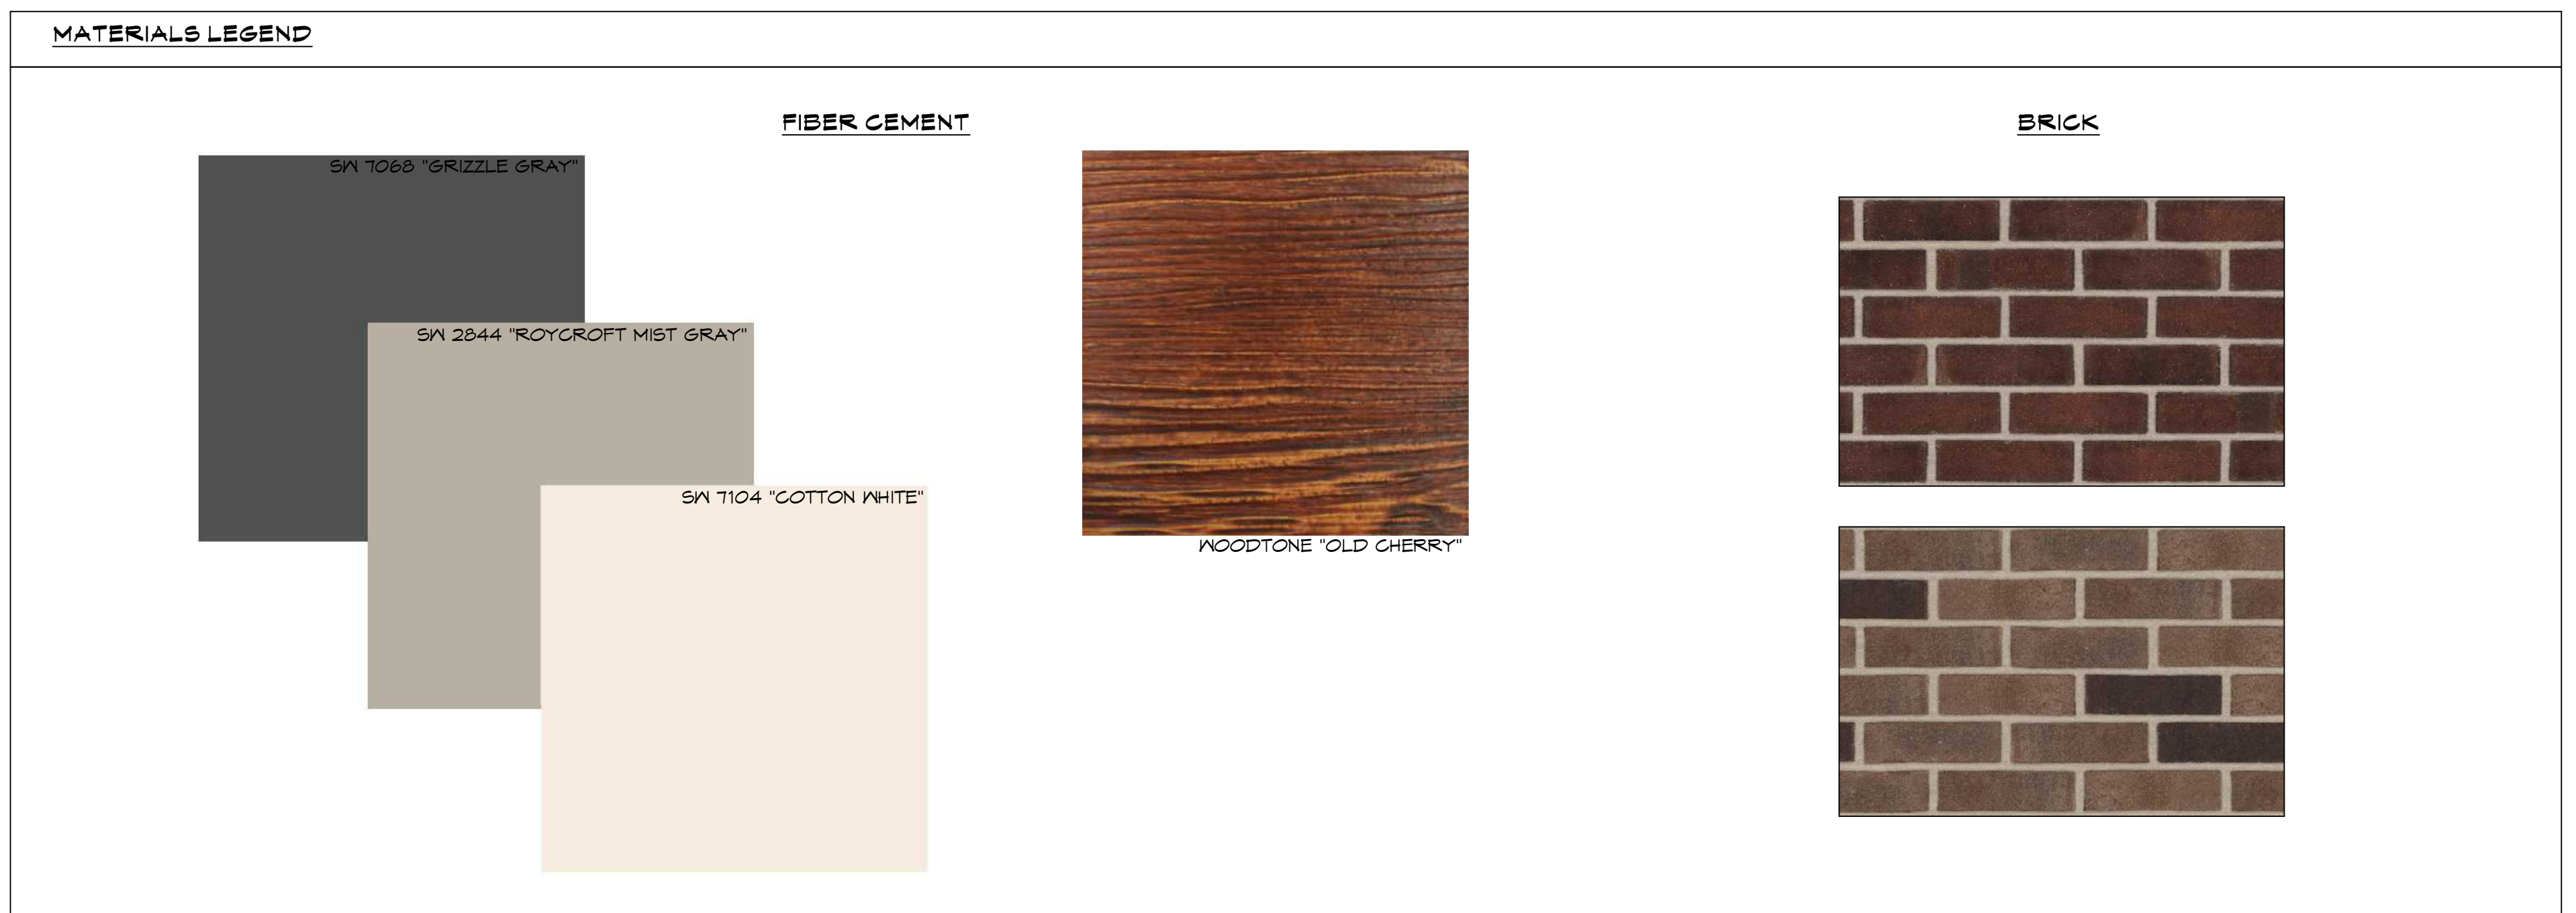 MATERIALS LEGEND
FIBER CEMENT
BRICK
SW 7068 "GRIZZLE GRAY"
SW 2844 "ROYCROFT MIST GRAY"
SW 7104 "COTTON WHITE"
WOODTONE "OLD CHERRY"